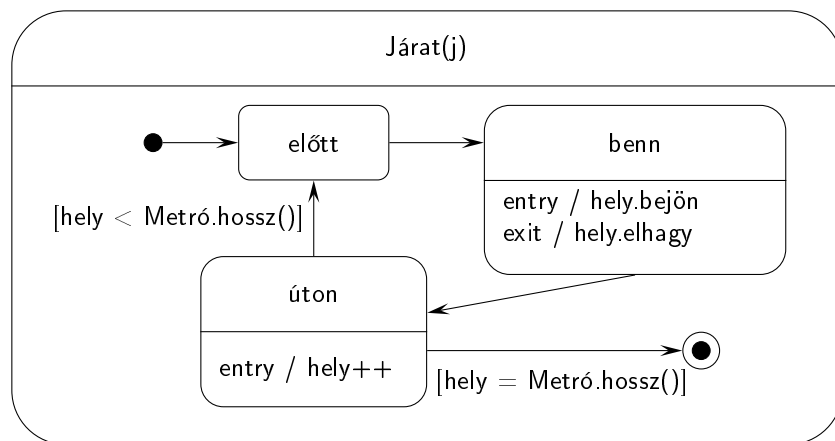 Járat(j)
előtt
benn
entry / hely.bejön
exit / hely.elhagy
[hely < Metró.hossz()]
úton
entry / hely++
[hely = Metró.hossz()]